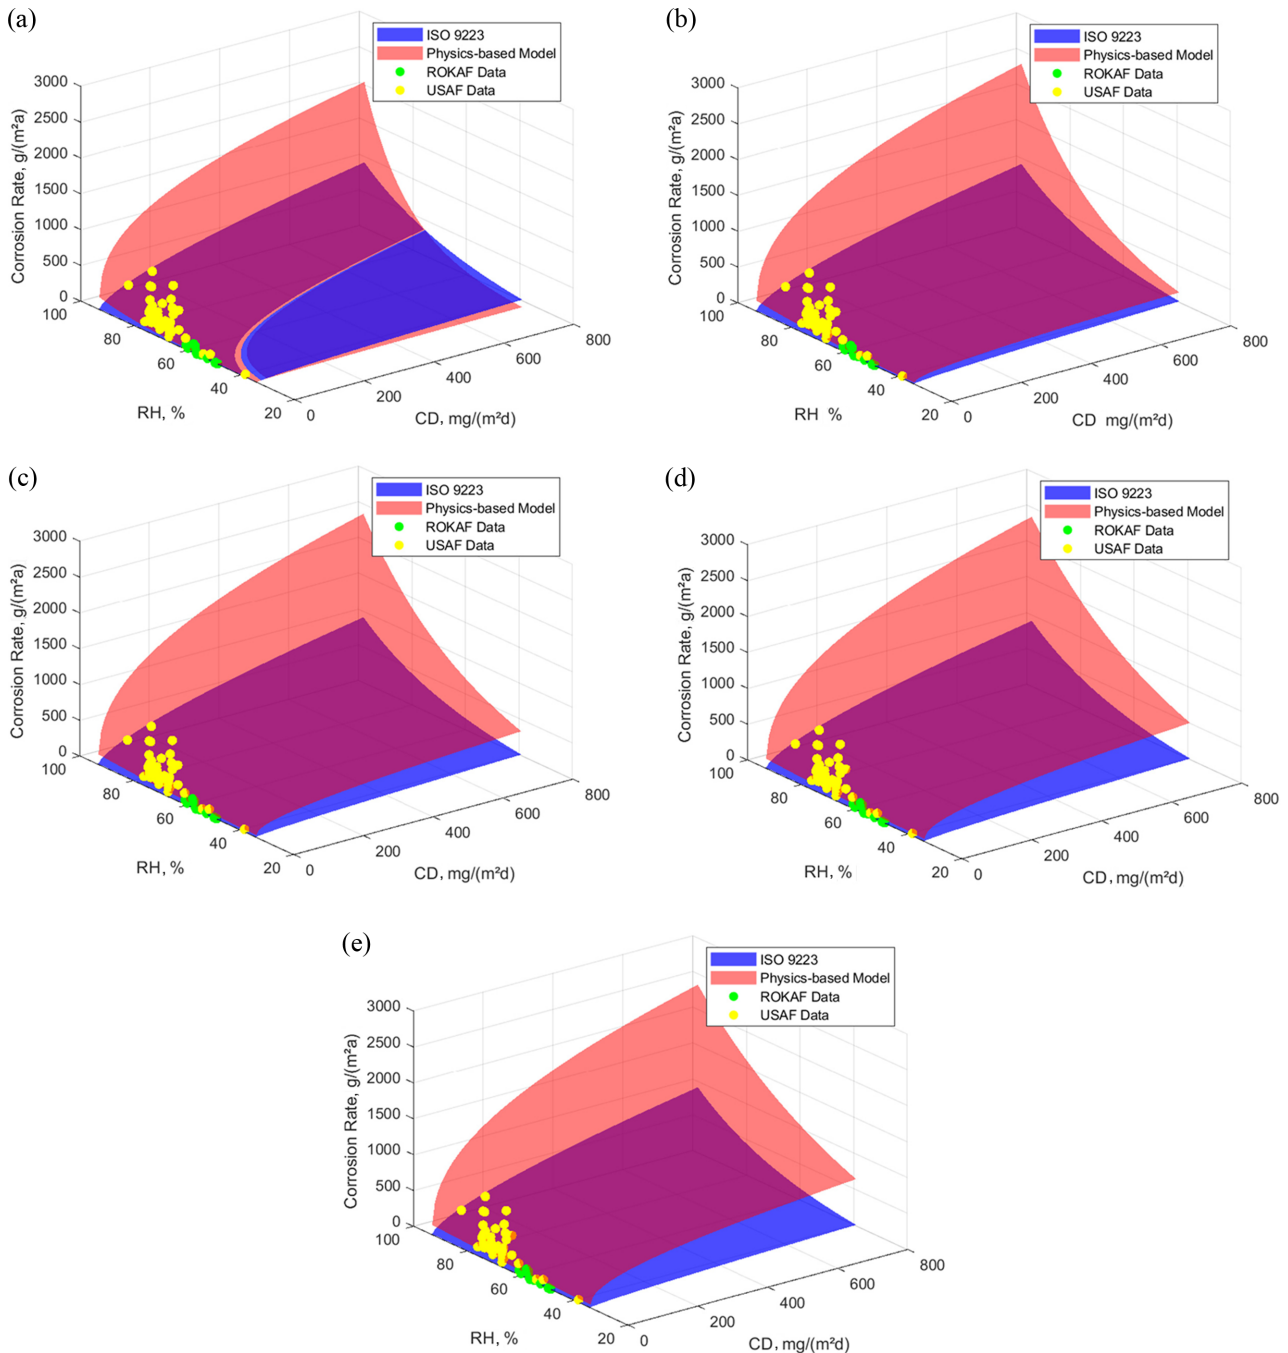 (a)
ISO 9223
Physics-based Model
ROKAF Data
USAF Data
3000
2500
2000
1500
1000
500
0
Corrosion Rate, g/(m²a)
100
80
60
40
20
RH, %
0
200
400
600
800
CD, mg/(m²d)
(b)
ISO 9223
Physics-based Model
ROKAF Data
USAF Data
3000
2500
2000
1500
1000
500
0
Corrosion Rate, g/(m²a)
100
80
60
40
20
RH %
0
200
400
600
800
CD mg/(m²d)
(c)
ISO 9223
Physics-based Model
ROKAF Data
USAF Data
3000
2500
2000
1500
1000
500
0
Corrosion Rate, g/(m²a)
100
80
60
40
20
RH, %
0
200
400
600
800
CD, mg/(m²d)
(d)
ISO 9223
Physics-based Model
ROKAF Data
USAF Data
3000
2500
2000
1500
1000
500
0
Corrosion Rate, g/(m²a)
100
80
60
40
20
RH, %
0
200
400
600
800
CD, mg/(m²d)
(e)
ISO 9223
Physics-based Model
ROKAF Data
USAF Data
3000
2500
2000
1500
1000
500
0
Corrosion Rate, g/(m²a)
100
80
60
40
20
RH, %
0
200
400
600
800
CD, mg/(m²d)